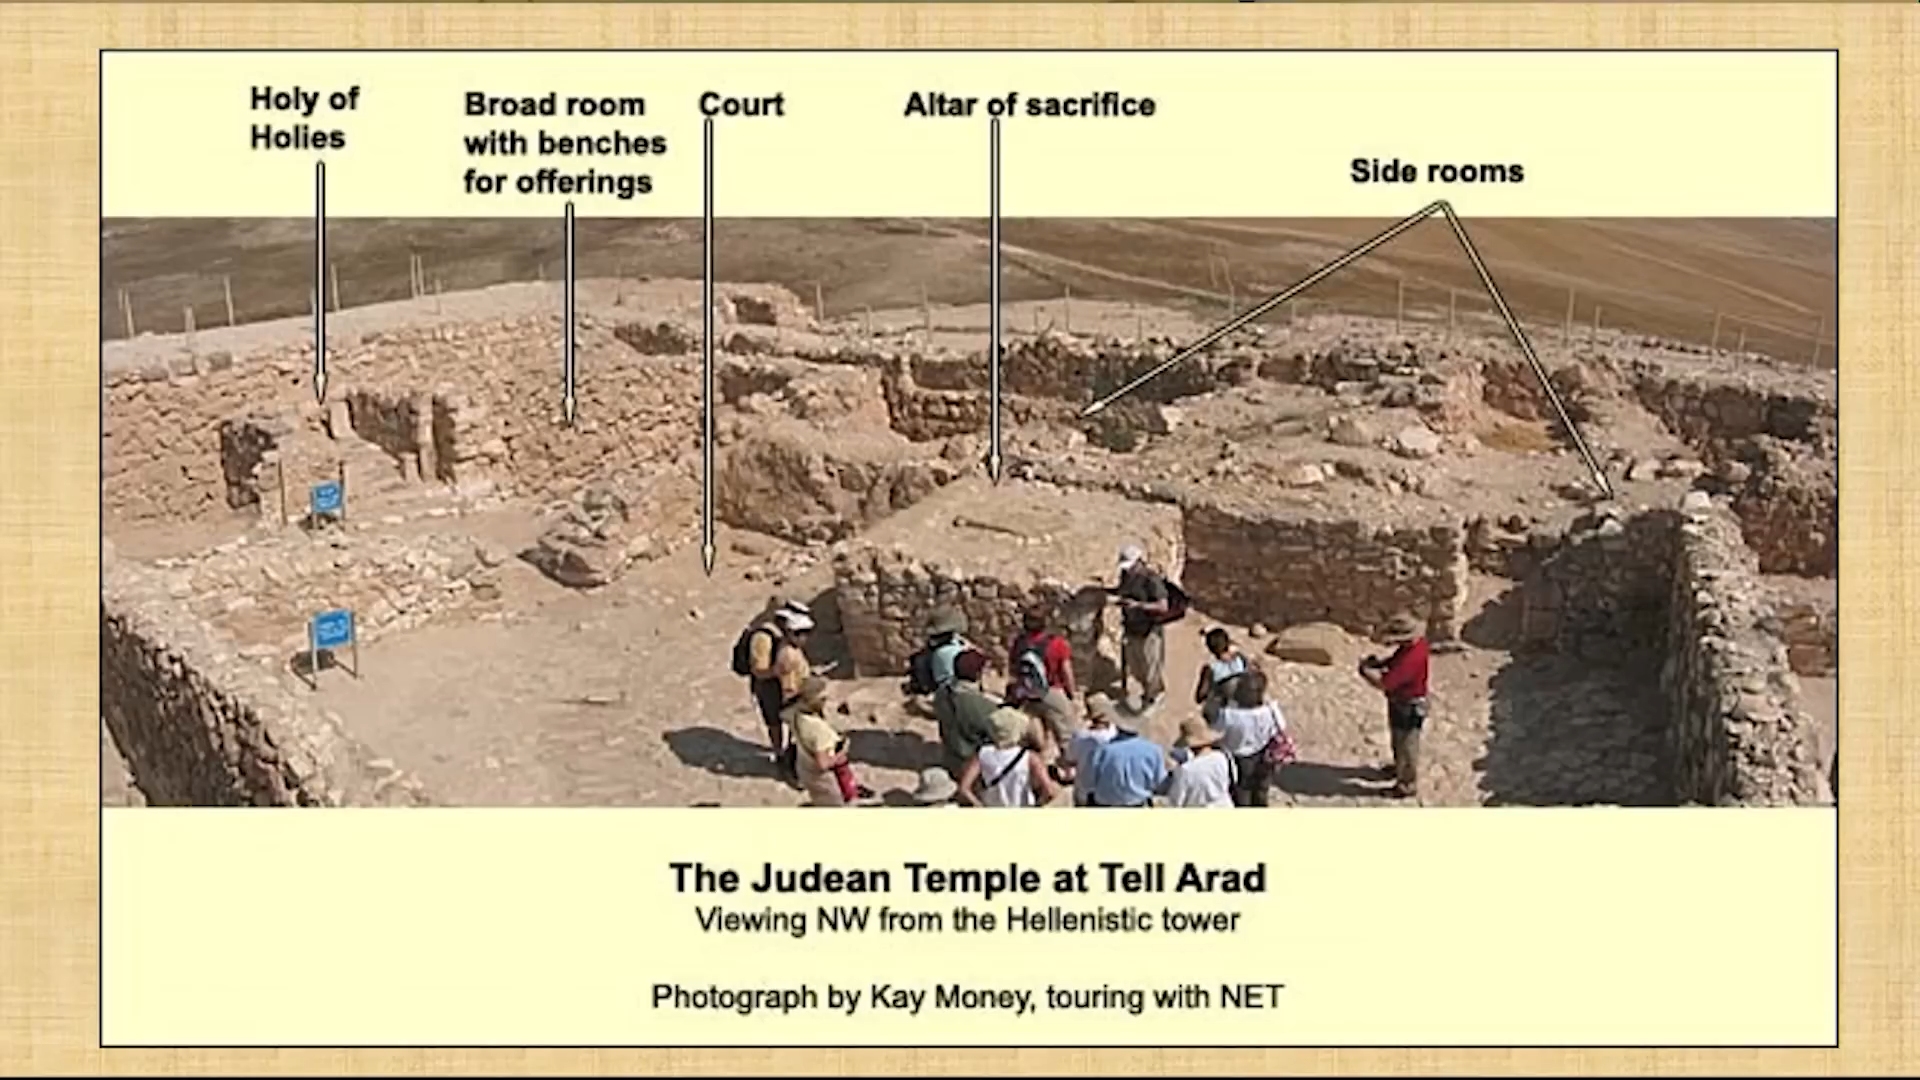 Holy of
Holies
Broad room
with benches
for offerings
Court
Altar of sacrifice
Side rooms
The Judean Temple at Tell Arad
Viewing NW from the Hellenistic tower
Photograph by Kay Money, touring with NET